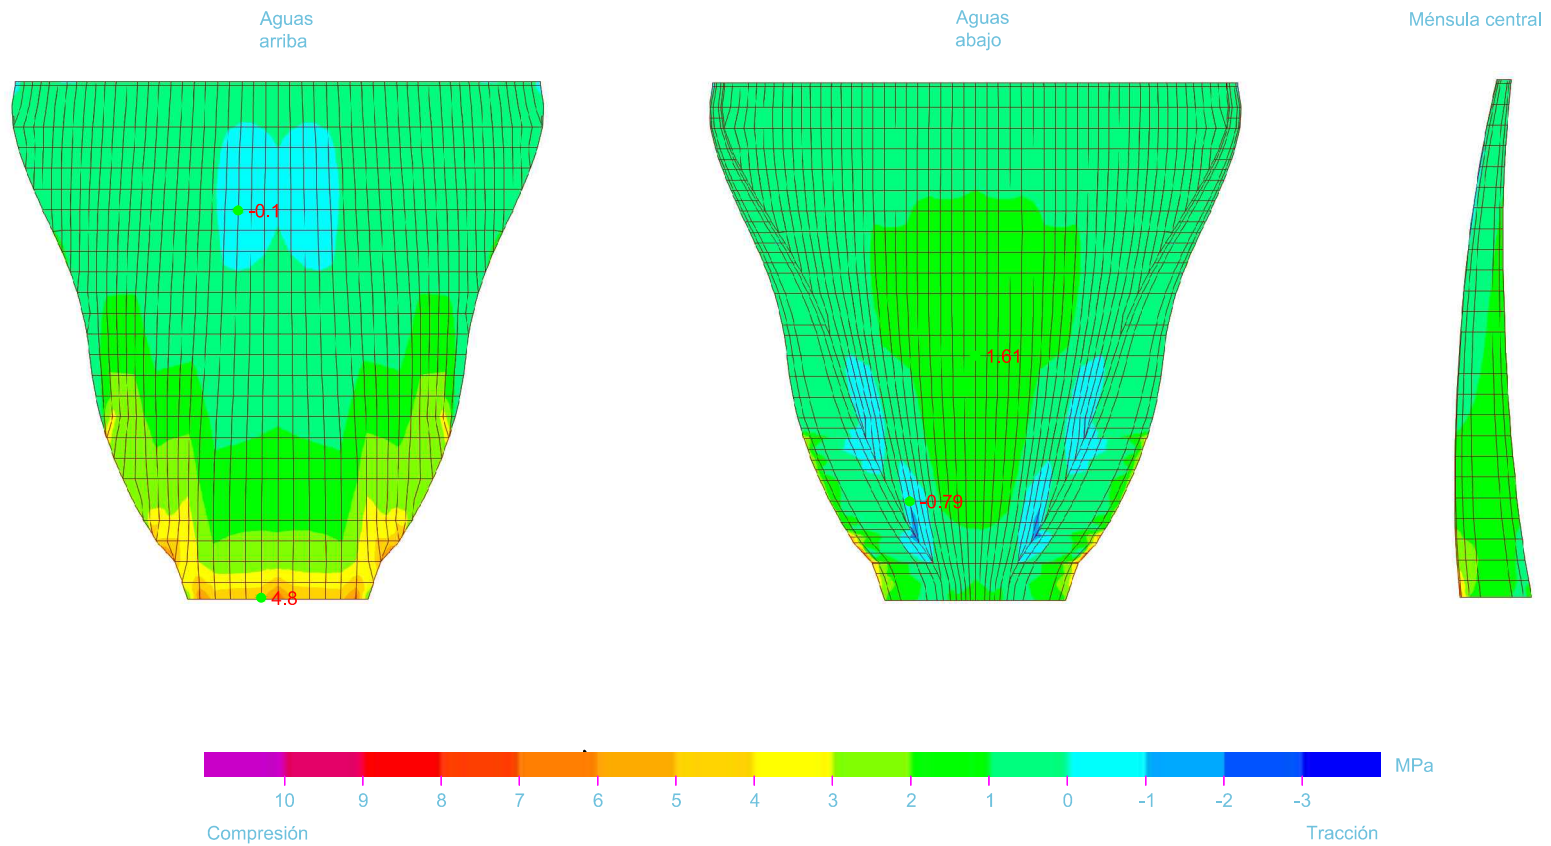 Aguas
arriba
Aguas
abajo
Ménsula central
-0.1
1.61
-0.79
4.8
MPa
10 9 8 7 6 5 4 3 2 1 0 -1 -2 -3
Compresión
Tracción